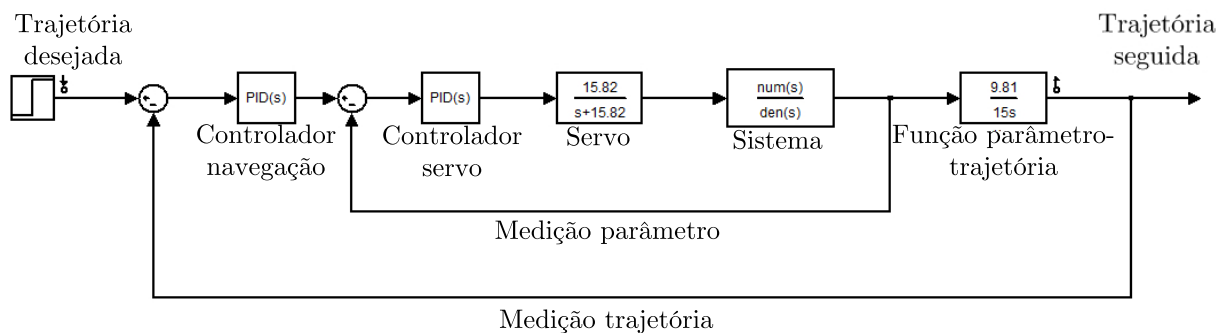 Trajetória
desejada
Trajetória
seguida
PID(s)
PID(s)
15.82
s+15.82
num(s)
den(s)
9.81
15s
Controlador
navegação
Controlador
servo
Servo
Sistema
Função parâmetro-
trajetória
Medição parâmetro
Medição trajetória